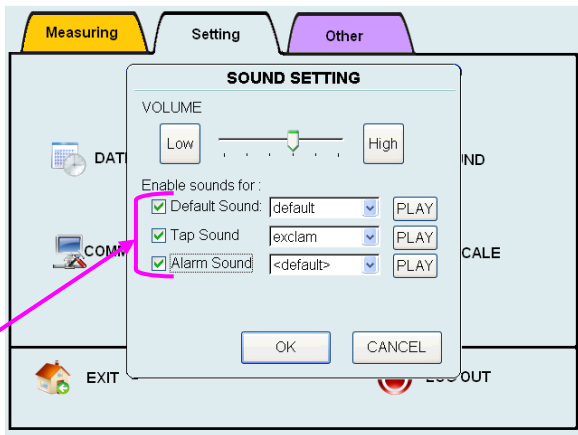 Measuring Setting Other
SOUND SETTING
VOLUME
Low High
Enable sounds for :
Default Sound: default PLAY
Tap Sound exclam PLAY
Alarm Sound <default> PLAY
OK CANCEL
EXIT